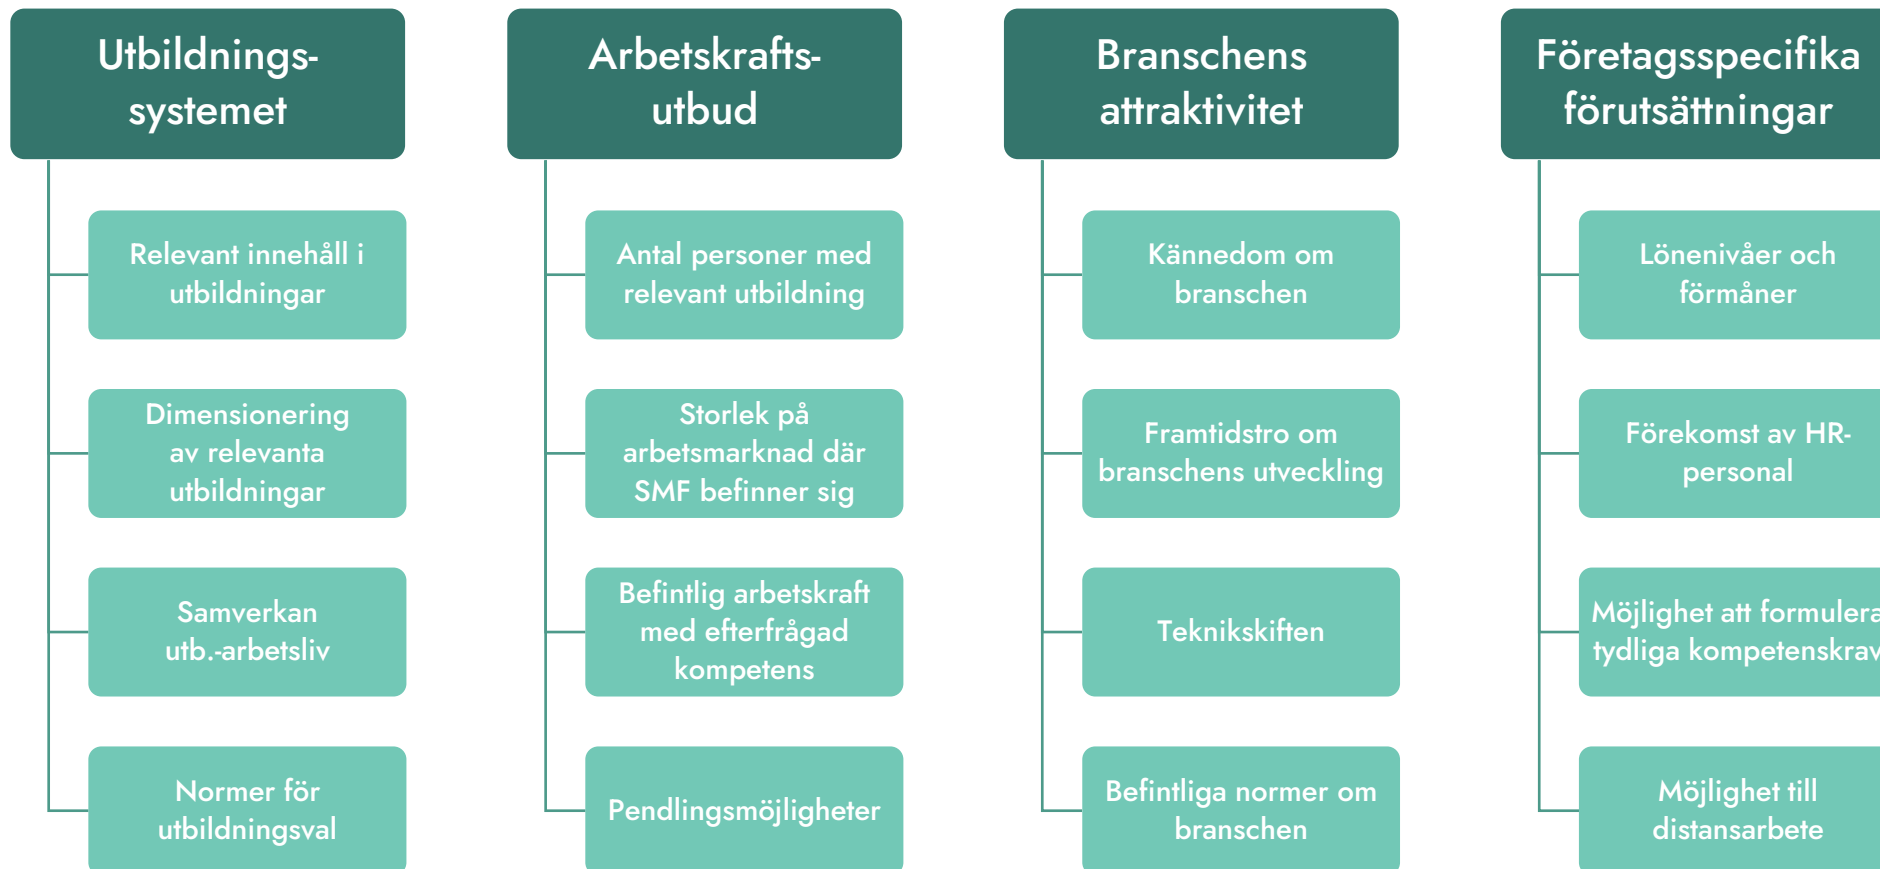 Utbildnings-
systemet
Relevant innehåll i
utbildningar
Dimensionering
av relevanta
utbildningar
Samverkan
utb.-arbetsliv
Normer för
utbildningsval
Arbetskrafts-
utbud
Antal personer med
relevant utbildning
Storlek på
arbetsmarknad där
SMF befinner sig
Befintlig arbetskraft
med efterfrågad
kompetens
Pendlingsmöjligheter
Branschens
attraktivitet
Kännedom om
branschen
Framtidstro om
branschens utveckling
Teknikskiften
Befintliga normer om
branschen
Företagsspecifika
förutsättningar
Lönenivåer och
förmåner
Förekomst av HR-
personal
Möjlighet att formulera
tydliga kompetenskrav
Möjlighet till
distansarbete